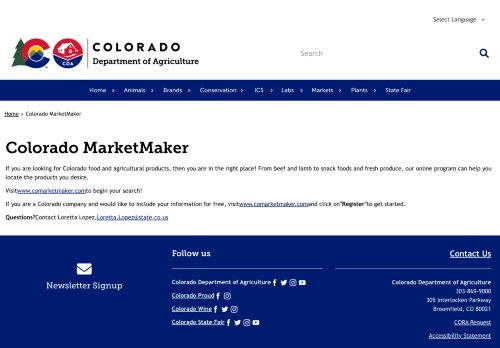 Select Language
CDA
COLORADO
Department of Agriculture
Search
Home Animals Brands Conservation ICS Labs Markets Plants State Fair
Home › Colorado MarketMaker
Colorado MarketMaker
If you are looking for Colorado food and agricultural products, then you are in the right place! From beef and lamb to snack foods and fresh produce, our online program can help you
locate the products you desire.
Visitwww.comarketmaker.comto begin your search!
If you are a Colorado company and would like to include your information for free, visitwww.comarketmaker.comand click on"Register"to get started.
Questions?Contact Loretta Lopez,Loretta.Lopez@state.co.us
Newsletter Signup
Follow us
Colorado Department of Agriculture
Colorado Proud
Colorado Wine
Colorado State Fair
Contact Us
Colorado Department of Agriculture
303-869-9000
305 Interlocken Parkway
Broomfield, CO 80021
CORA Request
Accessibility Statement